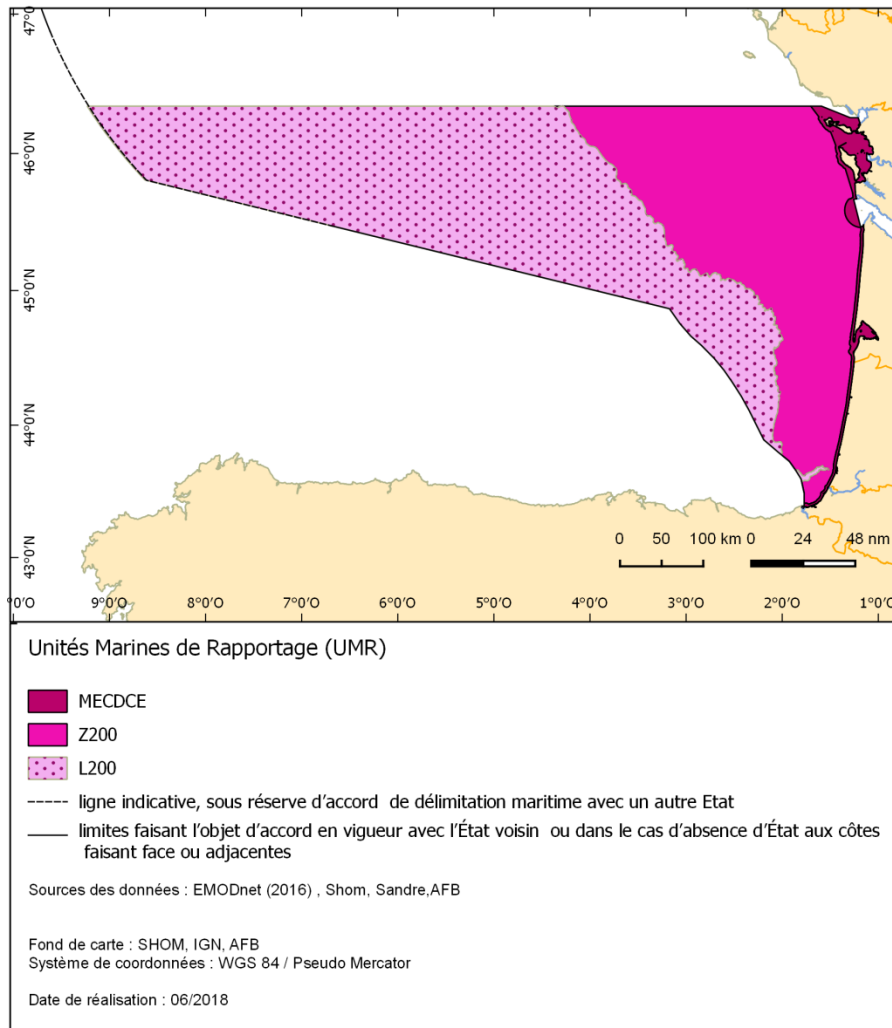 47°0
46°0'N
45°0'N
44°0'N
43°0'N
0 50 100 km 0 24 48 nm
°0'O 9°0'O 8°0'O 7°0'O 6°0'O 5°0'O 4°0'O 3°0'O 2°0'O 1°0'C
Unités Marines de Rapportage (UMR)
MECDCE
Z200
L200
ligne indicative, sous réserve d'accord de délimitation maritime avec un autre Etat
limites faisant l'objet d'accord en vigueur avec l'État voisin ou dans le cas d'absence d'État aux côtes
faisant face ou adjacentes
Sources des données : EMODnet (2016) , Shom, Sandre,AFB
Fond de carte : SHOM, IGN, AFB
Système de coordonnées : WGS 84 / Pseudo Mercator
Date de réalisation : 06/2018